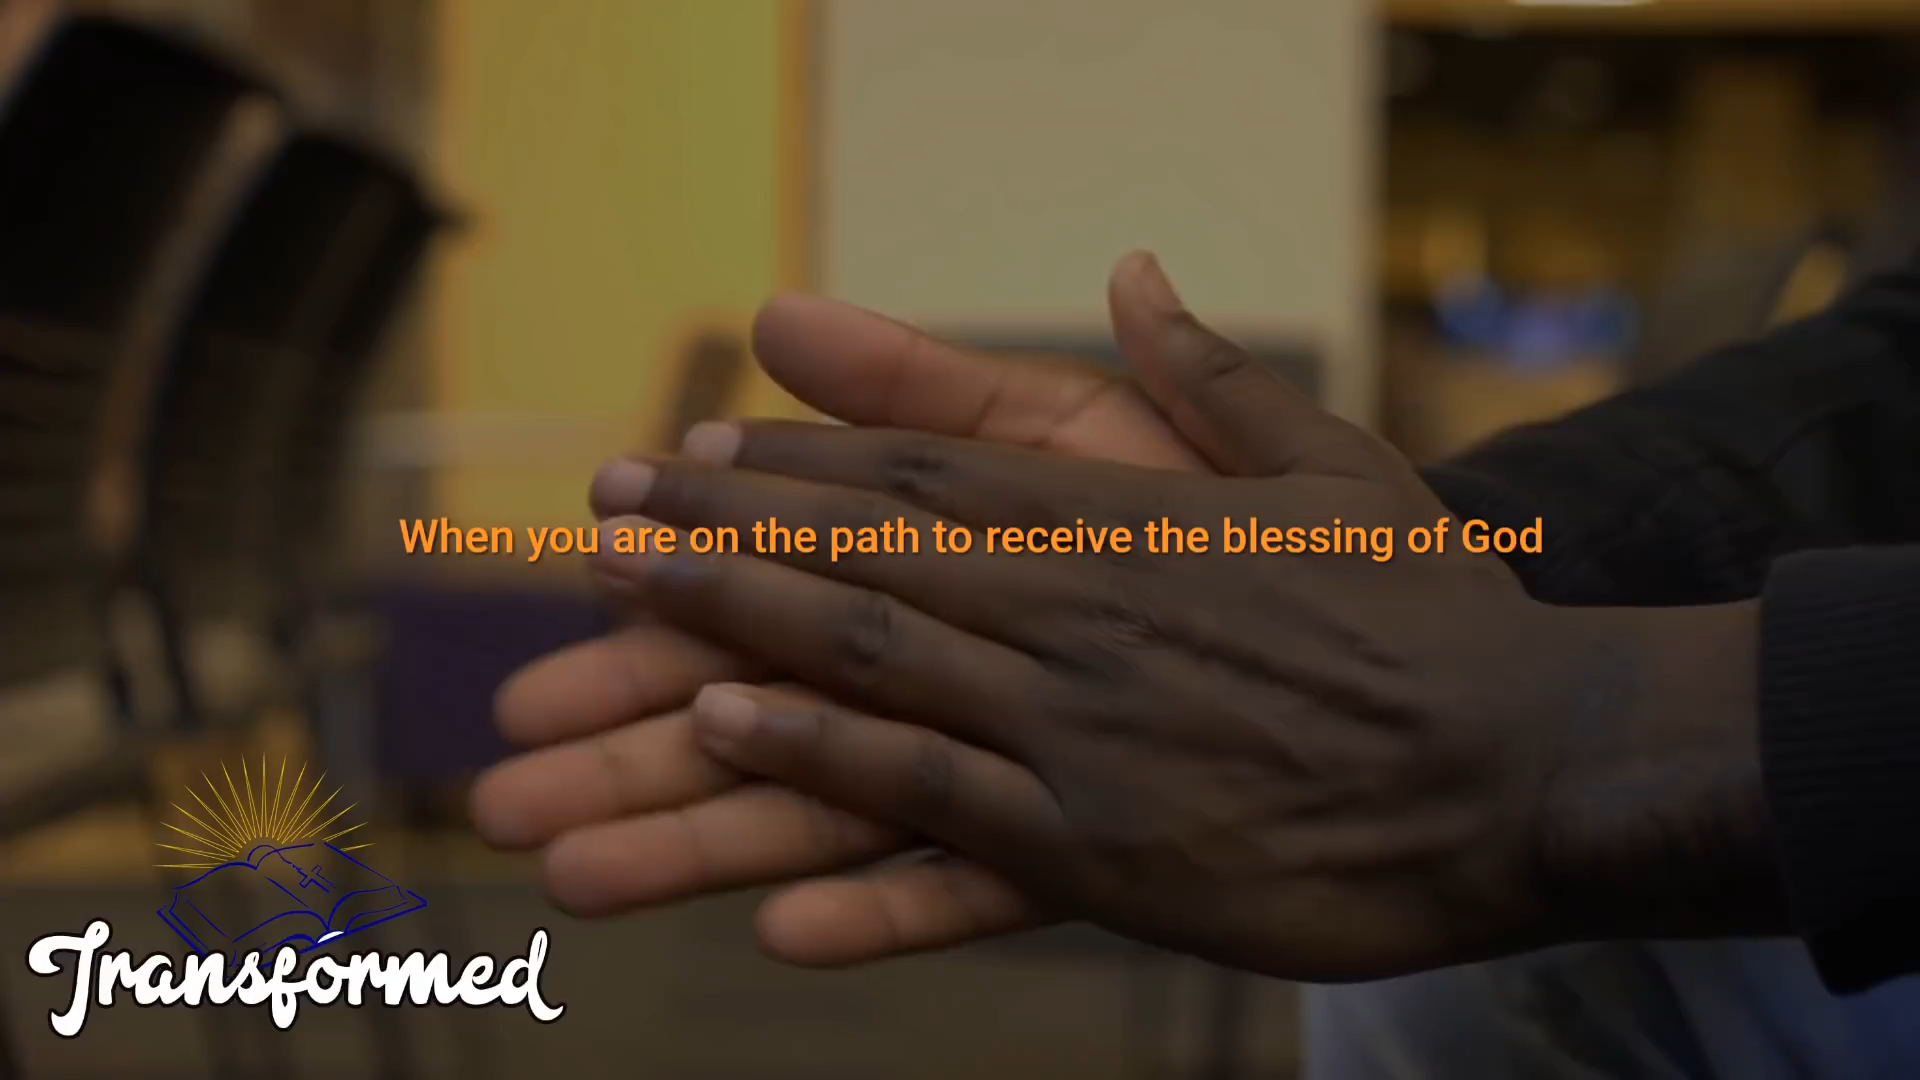 When you are on the path to receive the blessing of God
Transformed